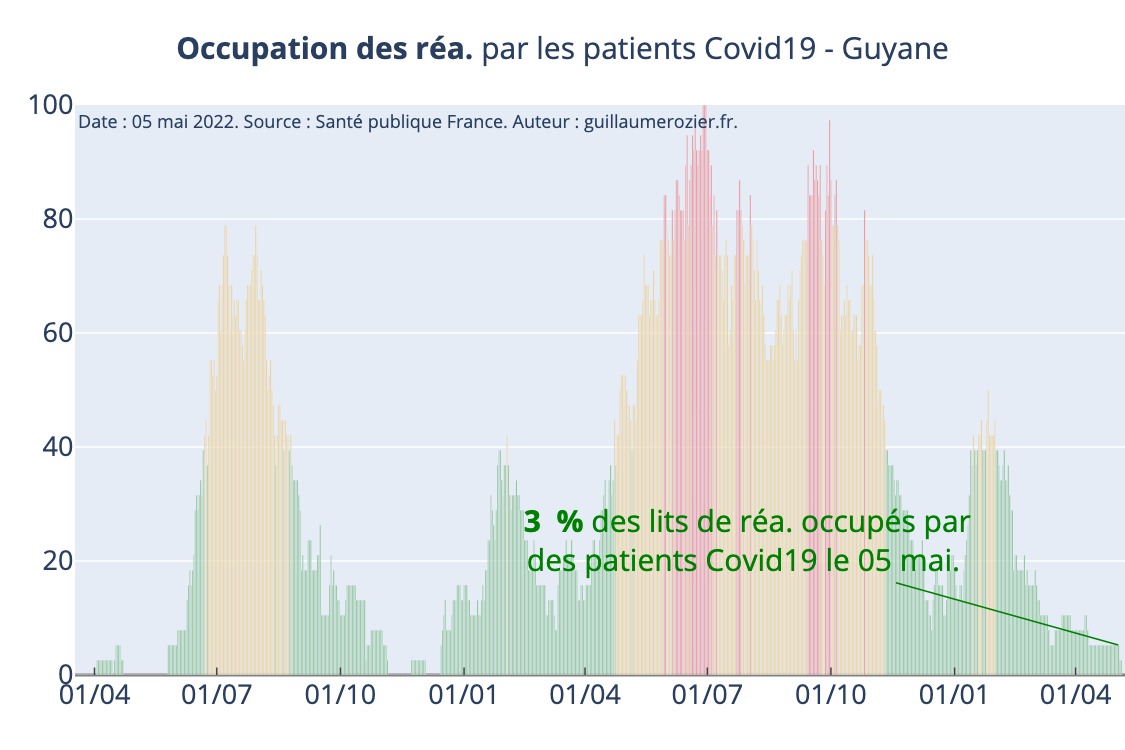 Occupation des réa. par les patients Covid19 - Guyane
100
Date : 05 mai 2022. Source : Santé publique France. Auteur : guillaumerozier.fr.
80
60
40
3 % des lits de réa. occupés par
des patients Covid19 le 05 mai.
20
0
01/04 01/07 01/10 01/01 01/04 01/07 01/10 01/01 01/04